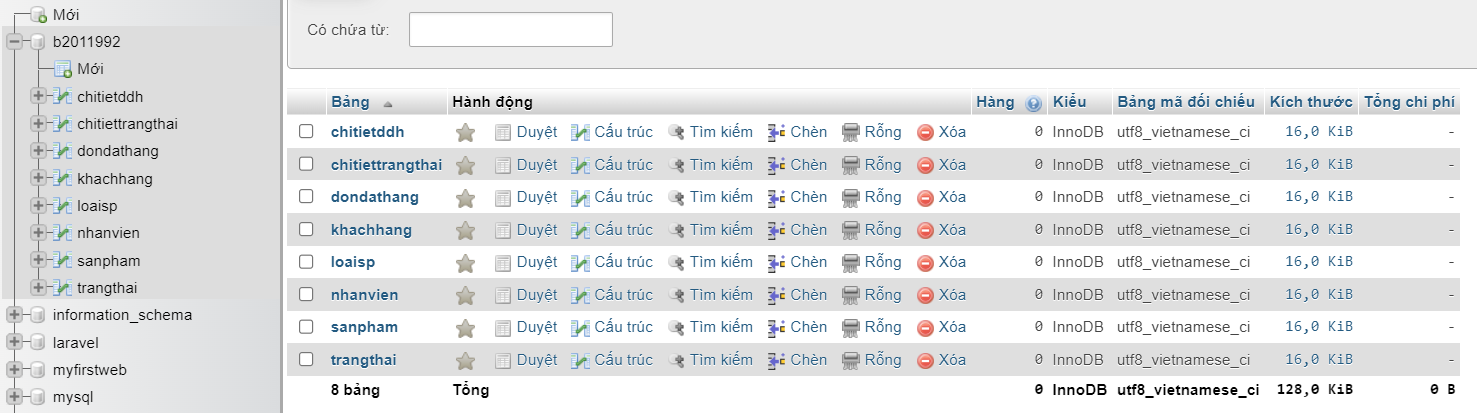 Mới
b2011992
Mới
chitietddh
chitiettrangthai
dondathang
khachhang
loaisp
nhanvien
sanpham
trangthai
information_schema
laravel
myfirstweb
mysql
Có chứa từ:
Bảng Hành động Hàng Kiểu Bảng mã đối chiếu Kích thước Tổng chi phí
chitietddh Duyệt Cấu trúc Tìm kiếm Chèn Rỗng Xóa 0 InnoDB utf8_vietnamese_ci 16,0 KiB -
chitiettrangthai Duyệt Cấu trúc Tìm kiếm Chèn Rỗng Xóa 0 InnoDB utf8_vietnamese_ci 16,0 KiB -
dondathang Duyệt Cấu trúc Tìm kiếm Chèn Rỗng Xóa 0 InnoDB utf8_vietnamese_ci 16,0 KiB -
khachhang Duyệt Cấu trúc Tìm kiếm Chèn Rỗng Xóa 0 InnoDB utf8_vietnamese_ci 16,0 KiB -
loaisp Duyệt Cấu trúc Tìm kiếm Chèn Rỗng Xóa 0 InnoDB utf8_vietnamese_ci 16,0 KiB -
nhanvien Duyệt Cấu trúc Tìm kiếm Chèn Rỗng Xóa 0 InnoDB utf8_vietnamese_ci 16,0 KiB -
sanpham Duyệt Cấu trúc Tìm kiếm Chèn Rỗng Xóa 0 InnoDB utf8_vietnamese_ci 16,0 KiB -
trangthai Duyệt Cấu trúc Tìm kiếm Chèn Rỗng Xóa 0 InnoDB utf8_vietnamese_ci 16,0 KiB -
8 bảng Tổng 0 InnoDB utf8_vietnamese_ci 128,0 KiB 0 B